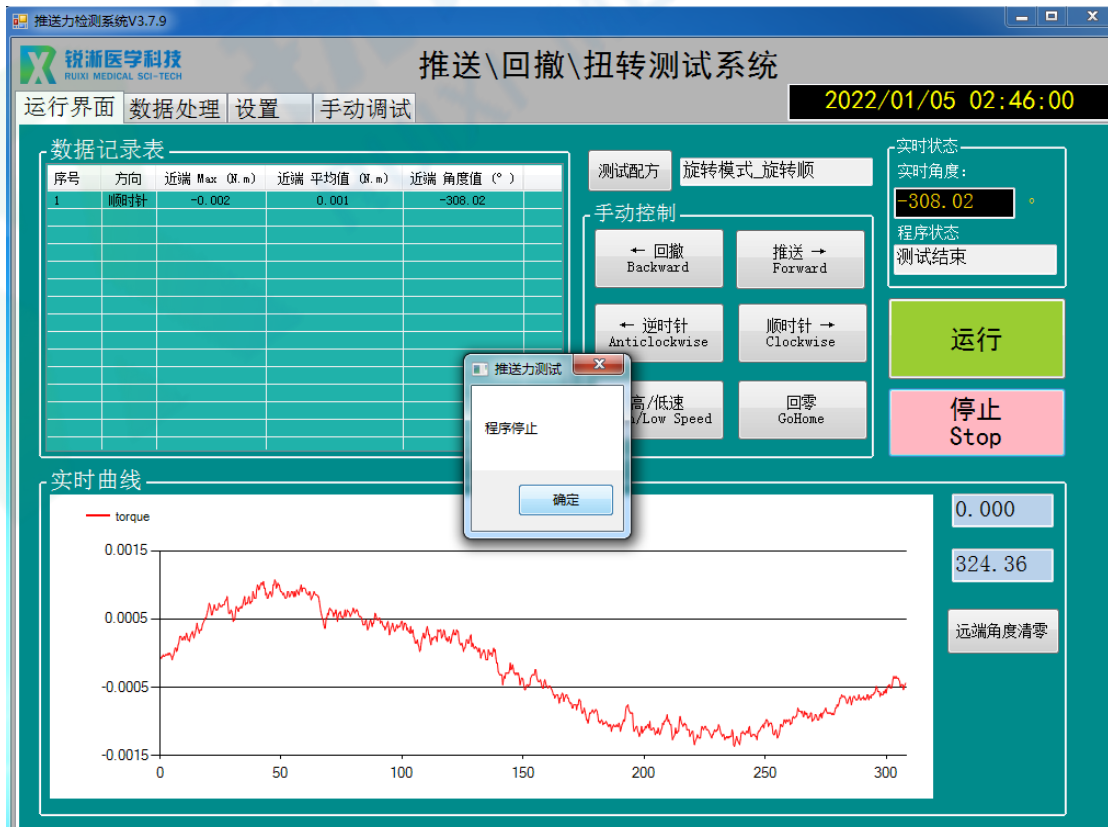 推送力检测系统V3.7.9
锐浙医学科技
RUIXI MEDICAL SCI-TECH
推送\回撤\扭转测试系统
运行界面 数据处理 设置 手动调试
2022/01/05 02:46:00
数据记录表
序号 方向 近端 Max (N.m) 近端 平均值 (N.m) 近端 角度值 (°)
1 顺时针 -0.002 0.001 -308.02
测试配方 旋转模式_旋转顺
手动控制
← 回撤
Backward
推送 →
Forward
← 逆时针
Anticlockwise
顺时针 →
Clockwise
高/低速
/Low Speed
回零
GoHome
实时状态
实时角度:
-308.02 °
程序状态
测试结束
运行
停止
Stop
推送力测试
程序停止
确定
实时曲线
torque
0.0015
0.0005
-0.0005
-0.0015
0 50 100 150 200 250 300
0.000
324.36
远端角度清零